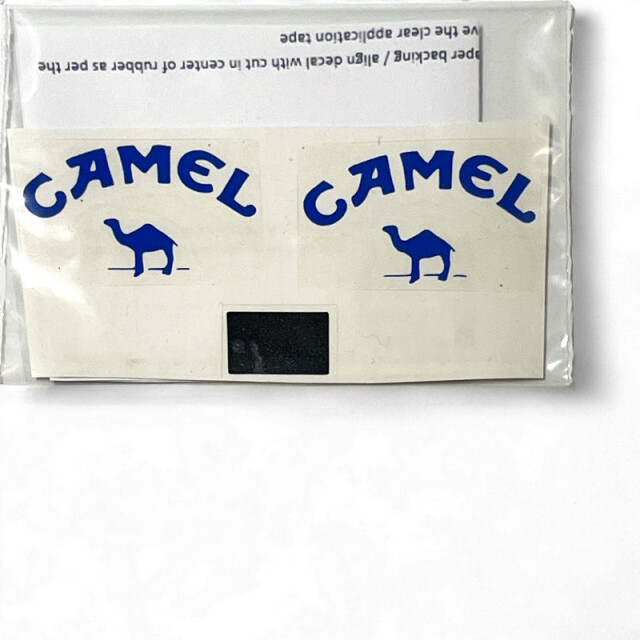 aper backing / align decal with cut in center of rubber as per the
ve the clear application tape
CAMEL CAMEL